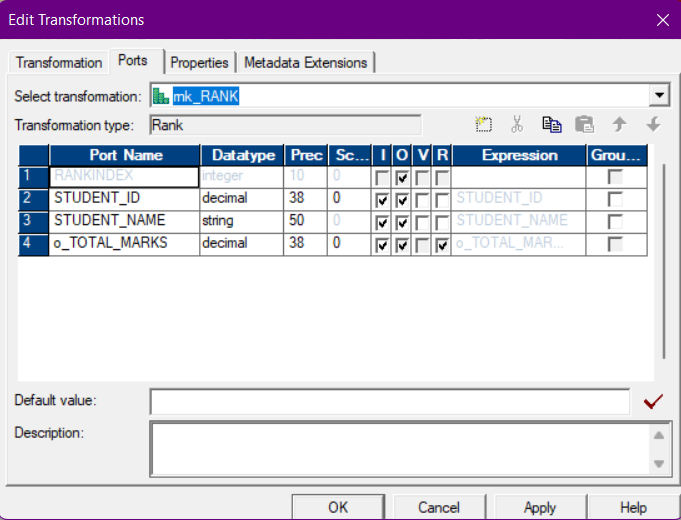 Edit Transformations
Transformation Ports Properties Metadata Extensions
Select transformation: rnk_RANK
Transformation type: Rank
Port Name Datatype Prec Sc... I O V R Expression Grou...
1 RANKINDEX integer 10 0
2 STUDENT_ID decimal 38 0 STUDENT_ID
3 STUDENT_NAME string 50 0 STUDENT_NAME
4 o_TOTAL_MARKS decimal 38 0 o_TOTAL_MAR...
Default value:
Description:
OK Cancel Apply Help